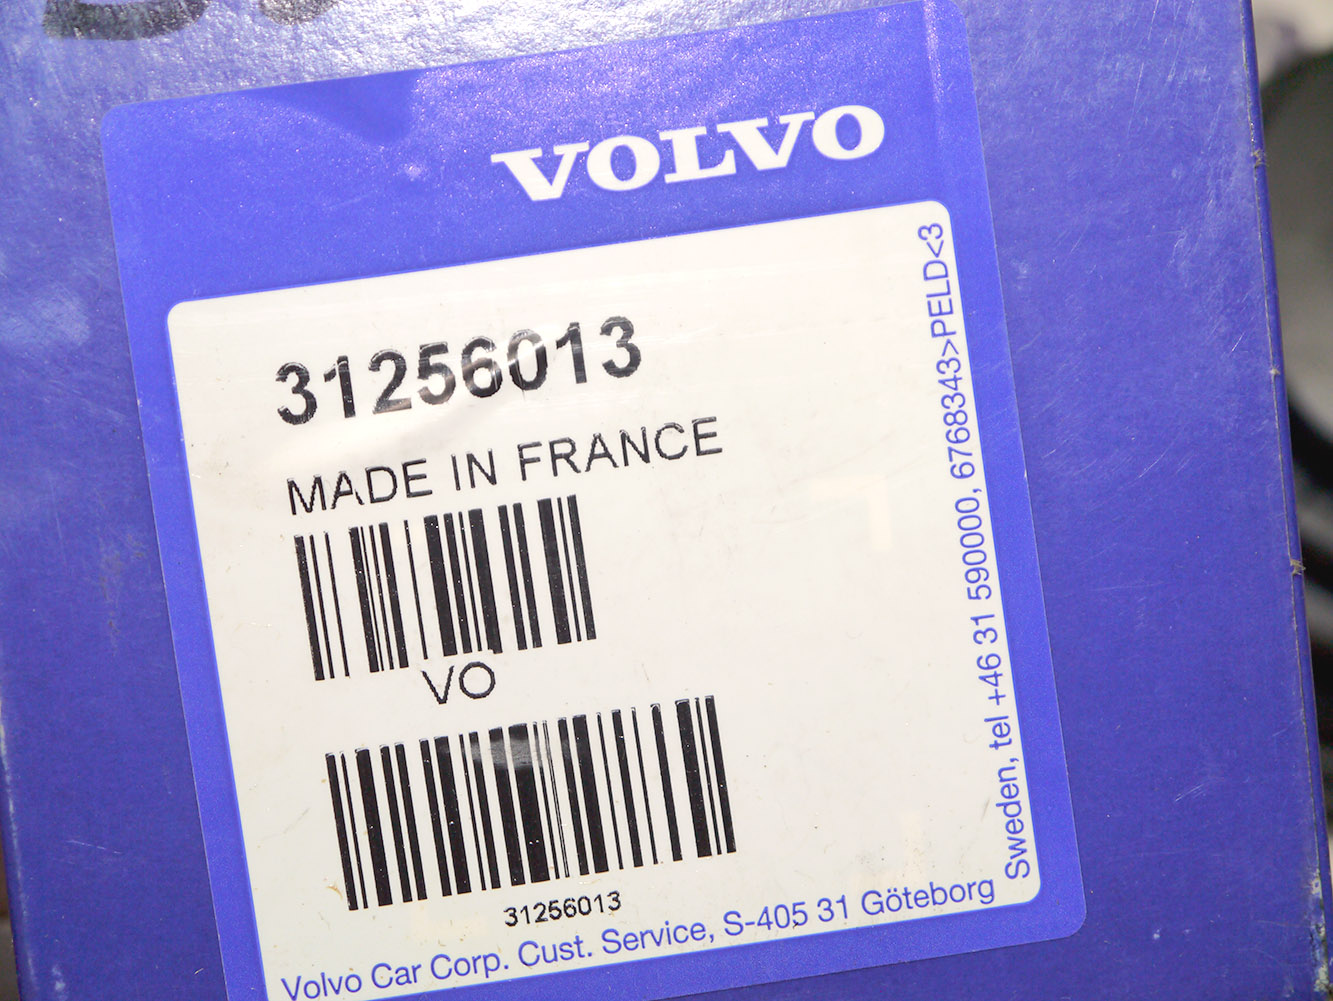 VOLVO
31256013
MADE IN FRANCE
VO
31256013
Volvo Car Corp. Cust. Service, S-405 31 Göteborg
Sweden, tel +46 31 590000, 6768343>PELD<3